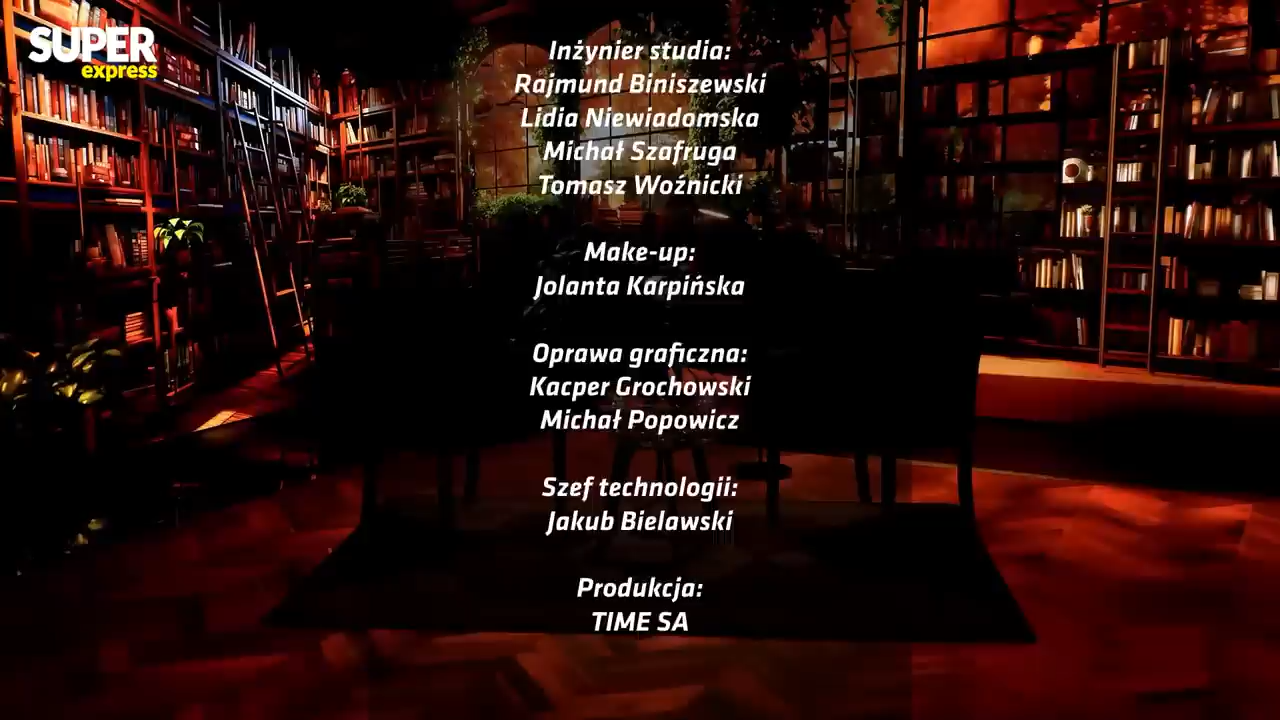 SUPER
express
Inżynier studia:
Rajmund Biniszewski
Lidia Niewiadomska
Michał Szafruga
Tomasz Woźnicki
Make-up:
Jolanta Karpińska
Oprawa graficzna:
Kacper Grochowski
Michał Popowicz
Szef technologii:
Jakub Bielawski
Produkcja:
TIME SA